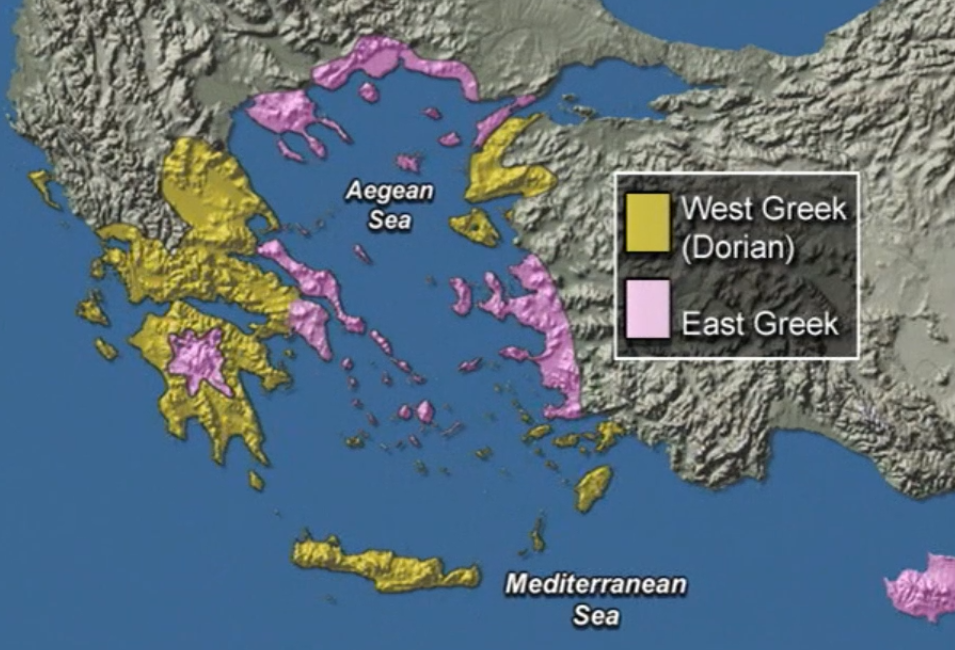 Aegean
Sea
West Greek
(Dorian)
East Greek
Mediterranean
Sea